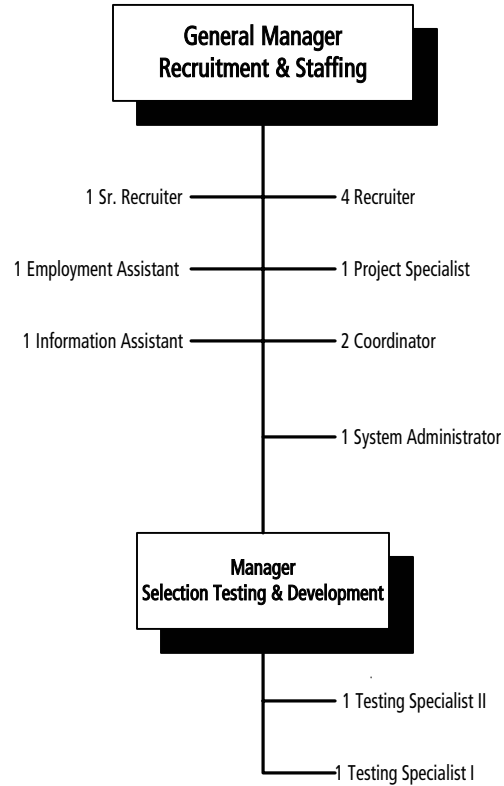 General Manager
Recruitment & Staffing
1 Sr. Recruiter
4 Recruiter
1 Employment Assistant
1 Project Specialist
1 Information Assistant
2 Coordinator
1 System Administrator
Manager
Selection Testing & Development
1 Testing Specialist II
1 Testing Specialist I